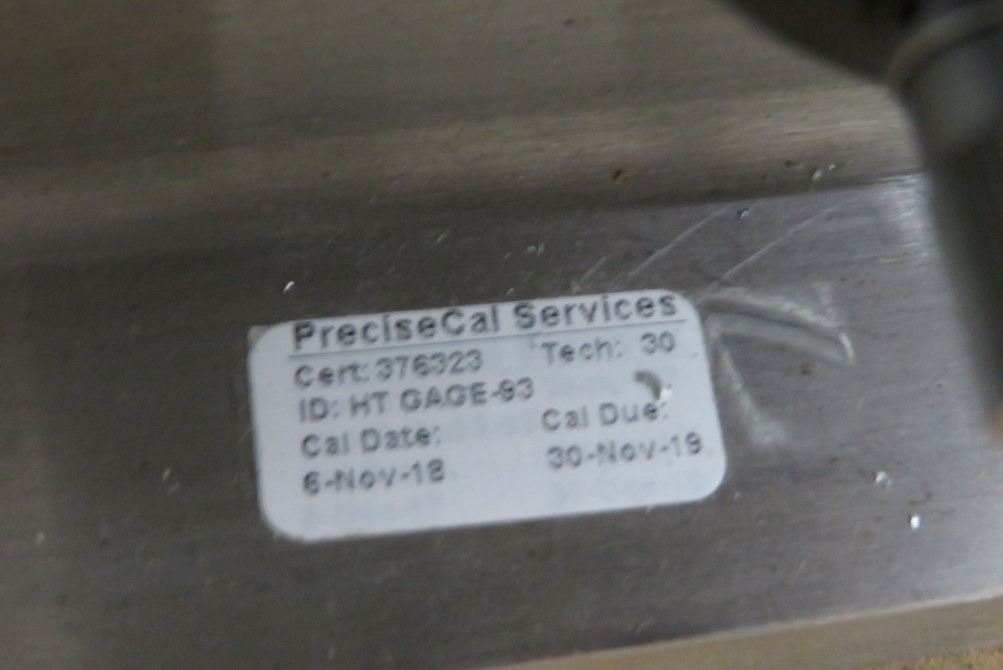 PreciseCal Services
Cert: 376323 Tech: 30
ID: HT GAGE-93
Cal Date: Cal Due:
6-Nov-18 30-Nov-19